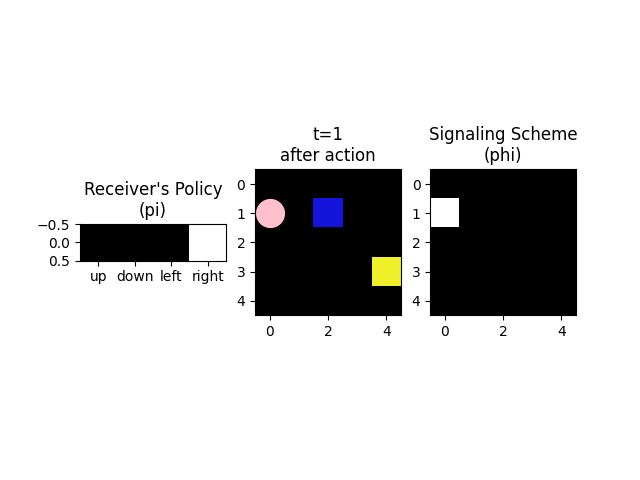 Receiver's Policy
(pi)
−0.5
0.0
0.5
up down left right
t=1
after action
0
1
2
3
4
0 2 4
Signaling Scheme
(phi)
0
1
2
3
4
0 2 4